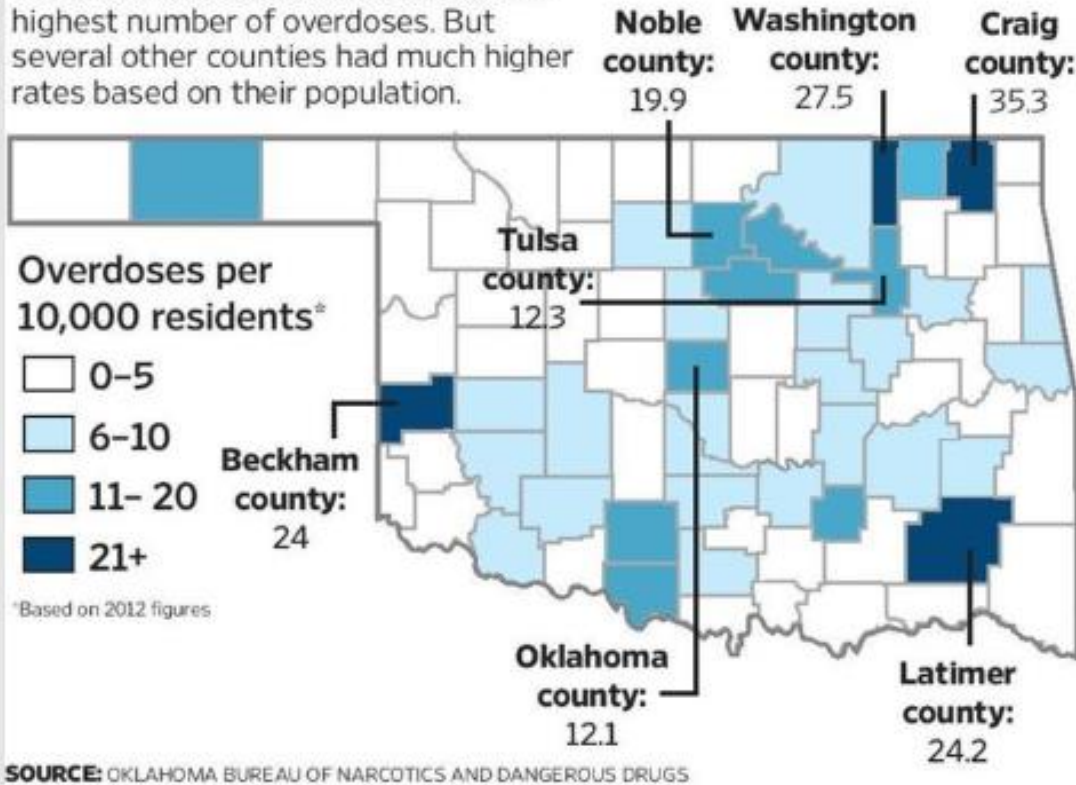 highest number of overdoses. But
several other counties had much higher
rates based on their population.
Noble
county:
19.9
Washington
county:
27.5
Craig
county:
35.3
Tulsa
county:
12.3
Overdoses per
10,000 residents*
0–5
6–10
11– 20
21+
*Based on 2012 figures
Beckham
county:
24
Oklahoma
county:
12.1
Latimer
county:
24.2
SOURCE: OKLAHOMA BUREAU OF NARCOTICS AND DANGEROUS DRUGS